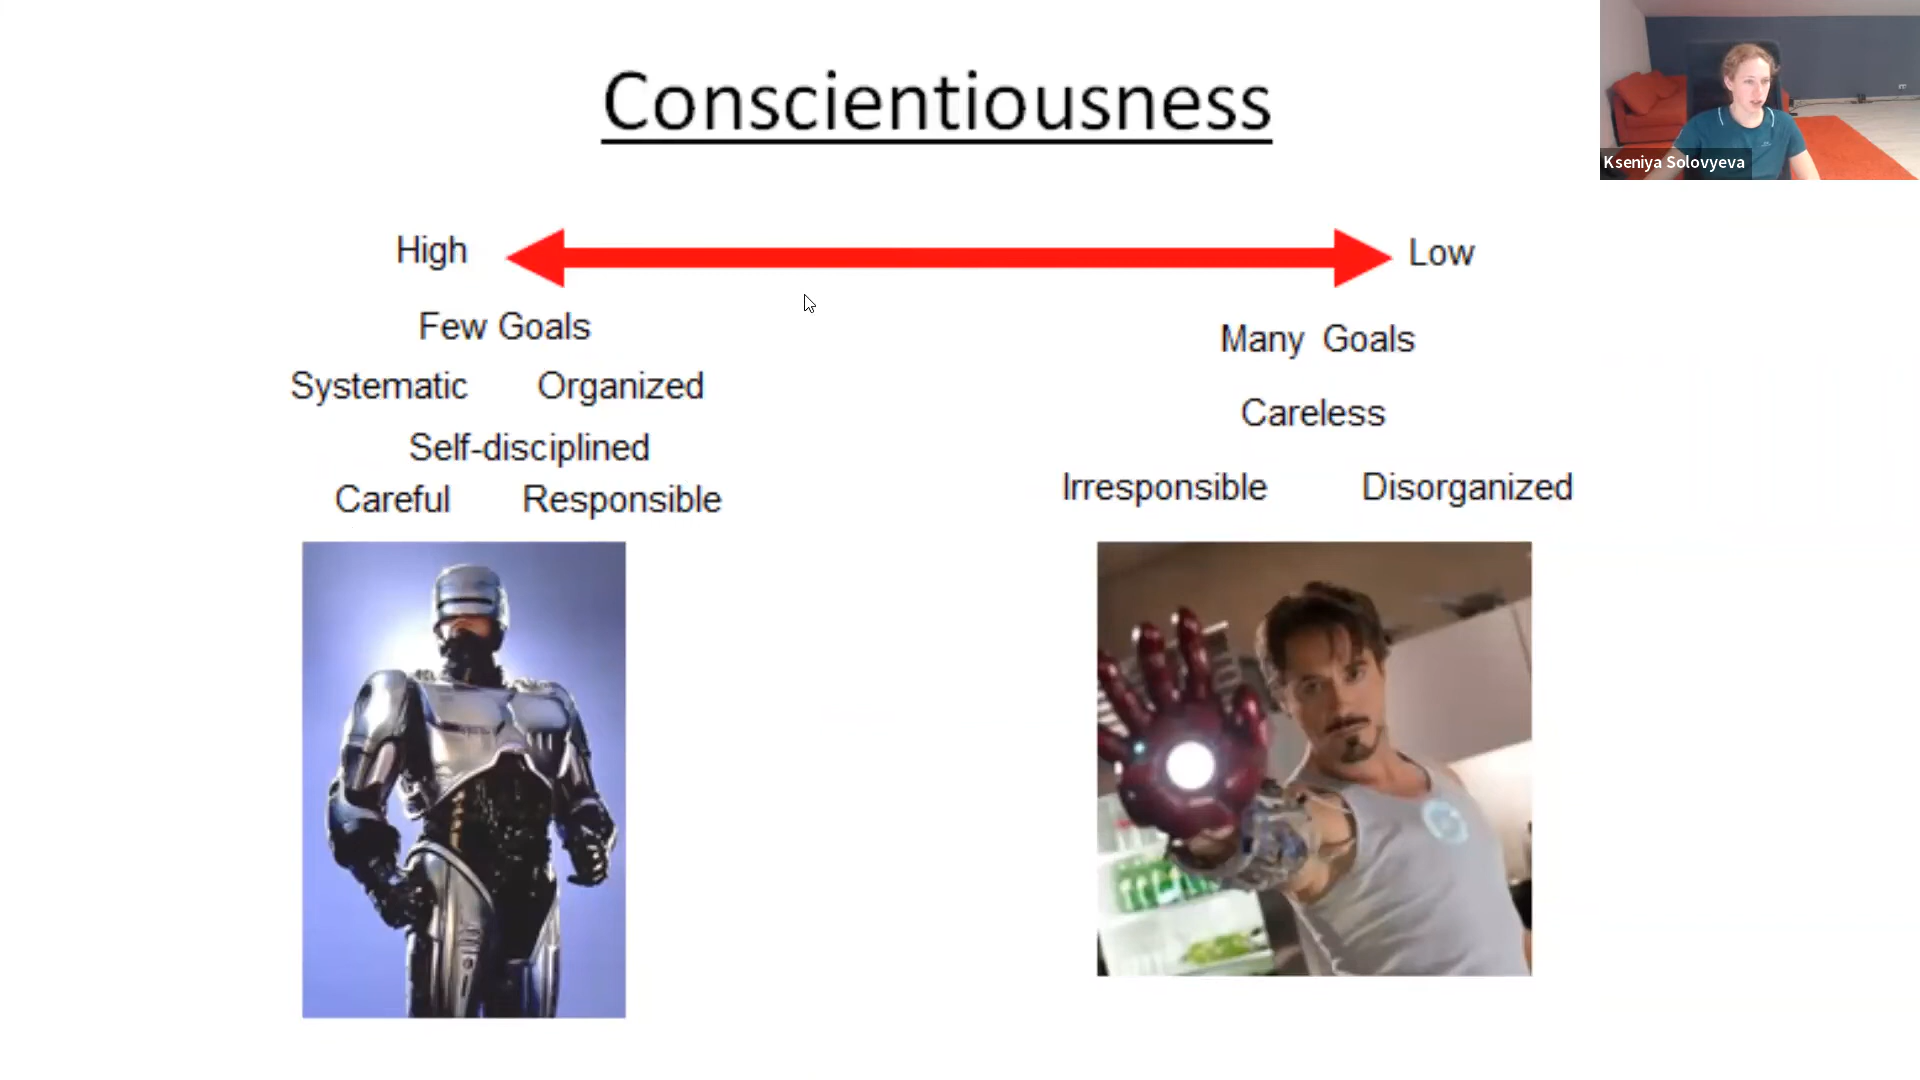 Conscientiousness
Kseniya Solovyeva
High Low
Few Goals
Many Goals
Systematic Organized
Careless
Self-disciplined
Careful Responsible
Irresponsible Disorganized